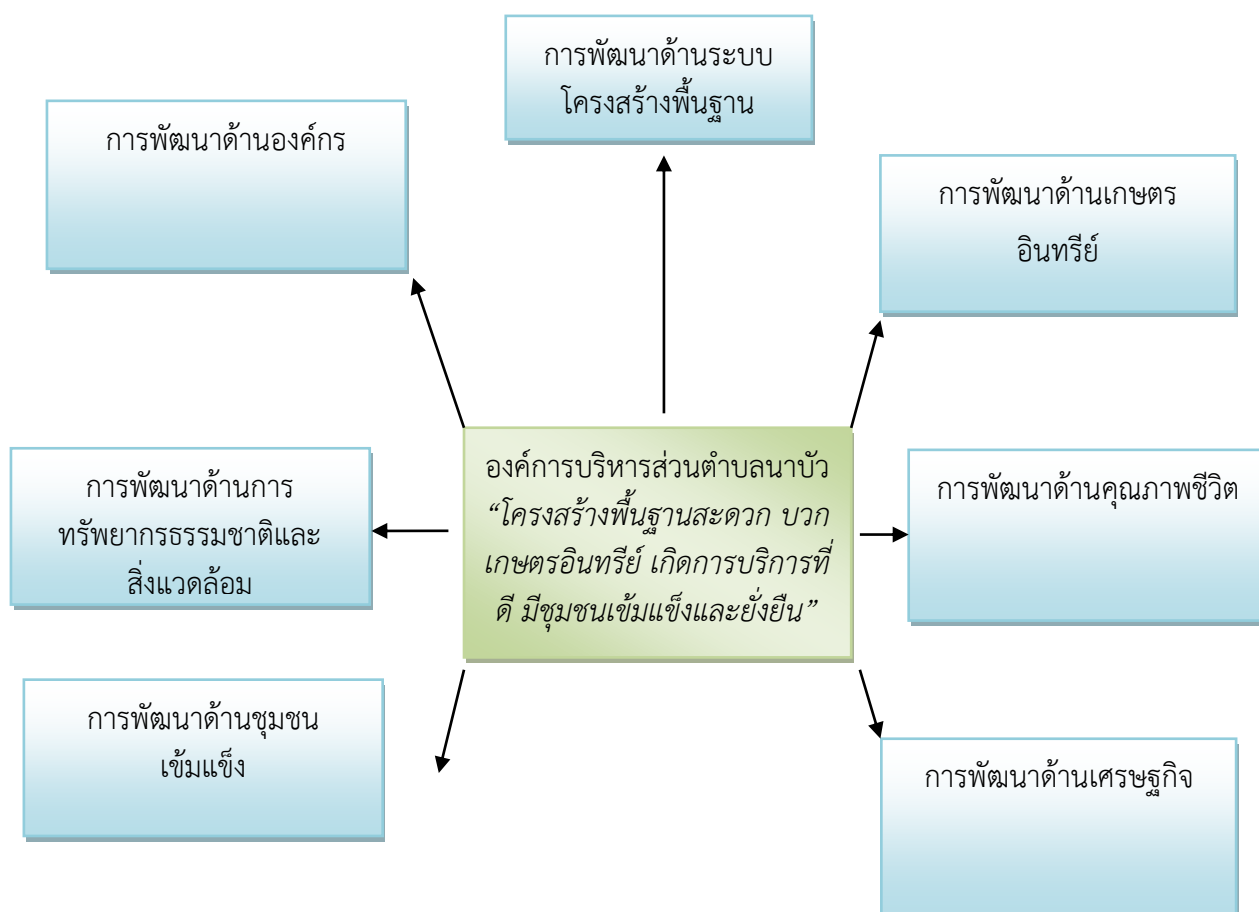 การพัฒนาด้านระบบ
โครงสร้างพื้นฐาน
การพัฒนาด้านองค์กร
การพัฒนาด้านเกษตร
อินทรีย์
องค์การบริหารส่วนตำบลนาบัว
“โครงสร้างพื้นฐานสะดวก บวก
เกษตรอินทรีย์ เกิดการบริการที่
ดี มีชุมชนเข้มแข็งและยั่งยืน”
การพัฒนาด้านการ
ทรัพยากรธรรมชาติและ
สิ่งแวดล้อม
การพัฒนาด้านคุณภาพชีวิต
การพัฒนาด้านชุมชน
เข้มแข็ง
การพัฒนาด้านเศรษฐกิจ